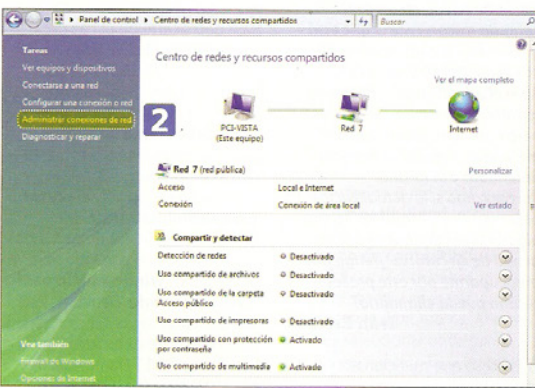 Panel de control ▸ Centro de redes y recursos compartidos
Buscar
Tareas
Ver equipos y dispositivos
Conectarse a una red
Configurar una conexión o red
Administrar conexiones de red
Diagnosticar y reparar
Centro de redes y recursos compartidos
Ver el mapa completo
2
PCI-VISTA
(Este equipo)
Red 7
Internet
Red 7 (red pública)
Personalizar
Acceso Local e Internet
Conexión Conexión de área local Ver estado
Compartir y detectar
Detección de redes Desactivado
Uso compartido de archivos Desactivado
Uso compartido de la carpeta Desactivado
Acceso público
Uso compartido de impresoras Desactivado
Uso compartido con protección Activado
por contraseña
Uso compartido de multimedia Activado
Vea también
Firewall de Windows
Opciones de Internet